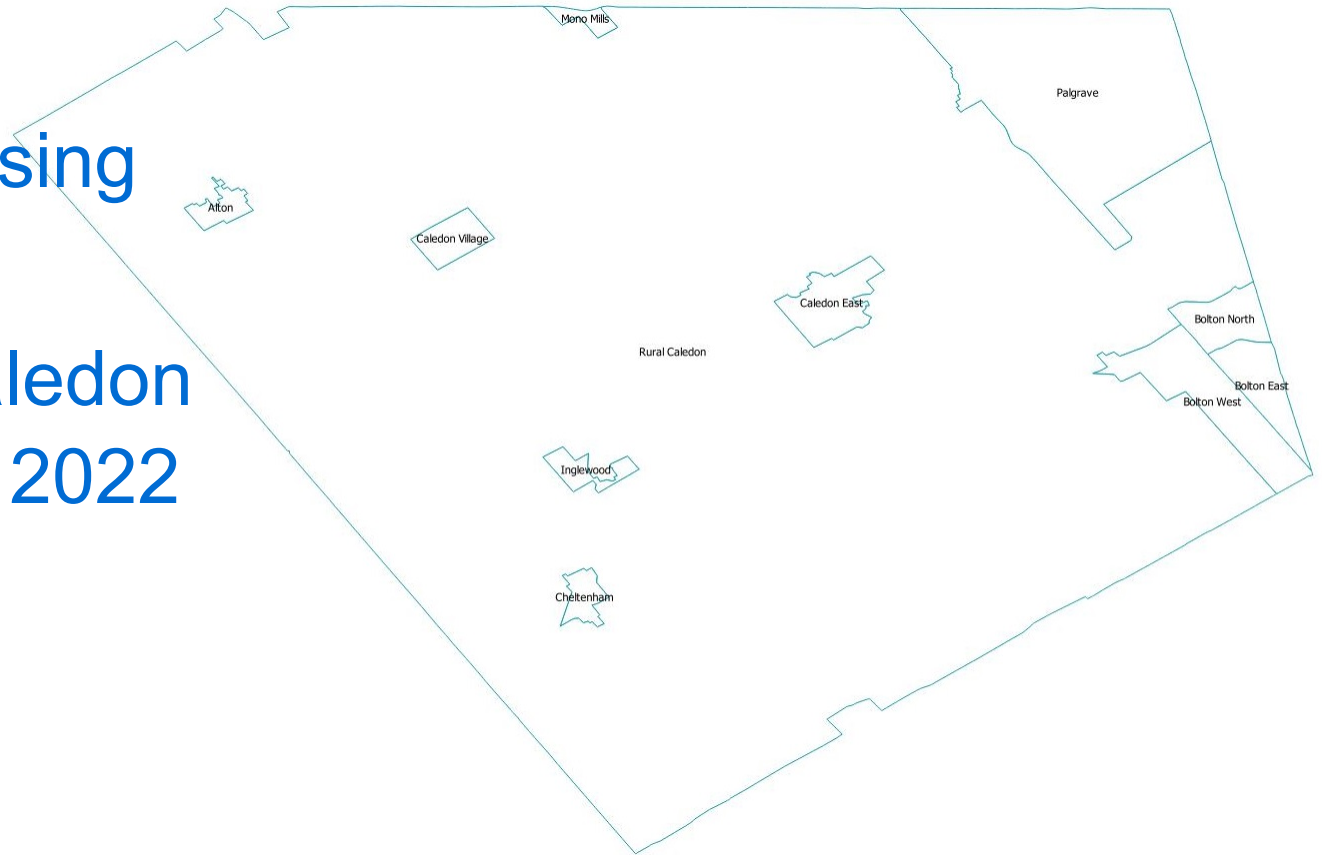 Mono Mills
Palgrave
sing
Alton
Caledon Village
Caledon East
Bolton North
Rural Caledon
ledon
Bolton East
Bolton West
2022
Inglewood
Cheltenham